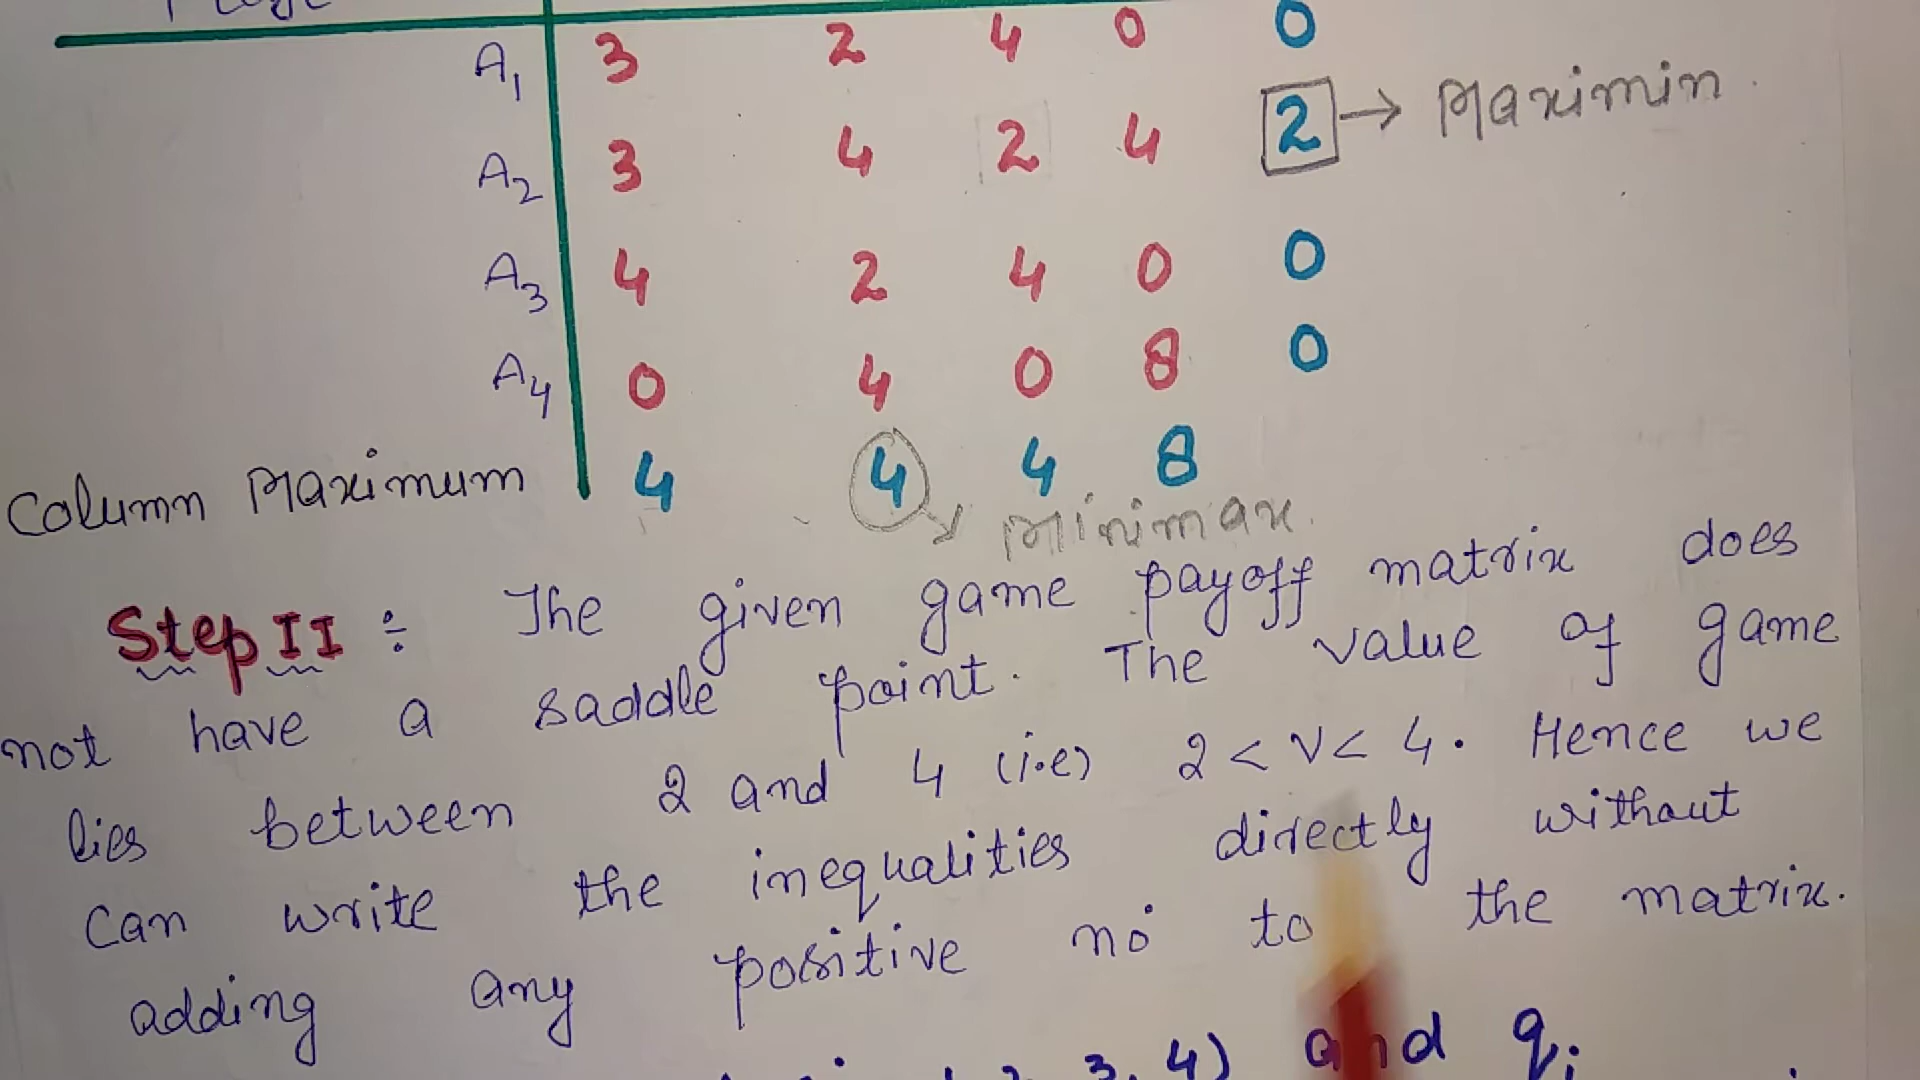 A1 3 2 4 0 0
A2 3 4 2 4 2 → Maximin
A3 4 2 4 0 0
A4 0 4 0 8 0
Column Maximum 4 4 4 8
Minimax.
Step II : The given game payoff matrix does
not have a saddle point. The value of game
lies between 2 and 4 (i.e) 2 < V < 4. Hence we
can write the inequalities directly without
adding any positive no to the matrix.
3, 4) and q